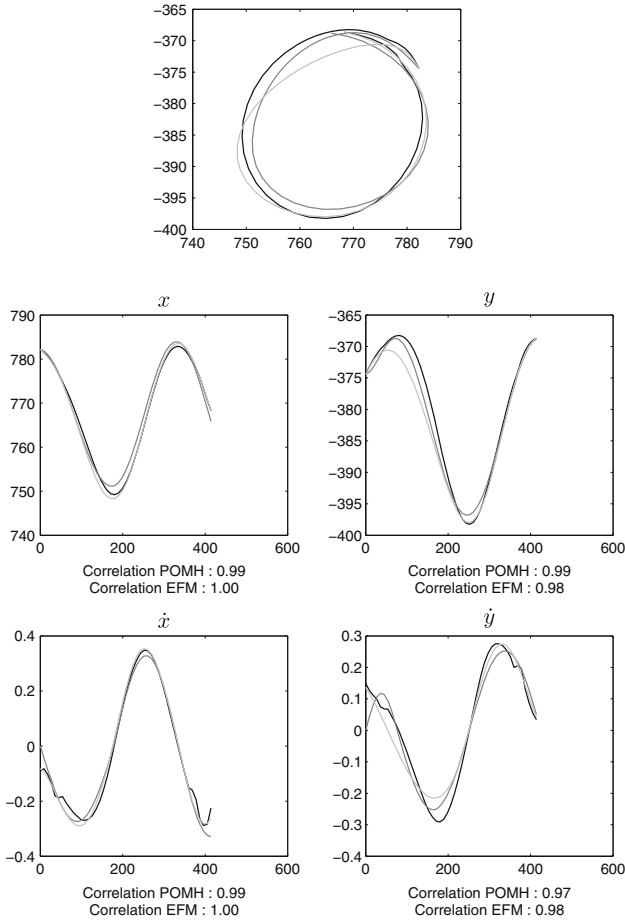 −365
−370
−375
−380
−385
−390
−395
−400
740 750 760 770 780 790
x
790
780
770
760
750
740
0 200 400 600
Correlation POMH : 0.99
Correlation EFM : 1.00
y
−365
−370
−375
−380
−385
−390
−395
−400
0 200 400 600
Correlation POMH : 0.99
Correlation EFM : 0.98
ẋ
0.4
0.2
0
−0.2
−0.4
0 200 400 600
Correlation POMH : 0.99
Correlation EFM : 1.00
ẏ
0.3
0.2
0.1
0
−0.1
−0.2
−0.3
−0.4
0 200 400 600
Correlation POMH : 0.97
Correlation EFM : 0.98